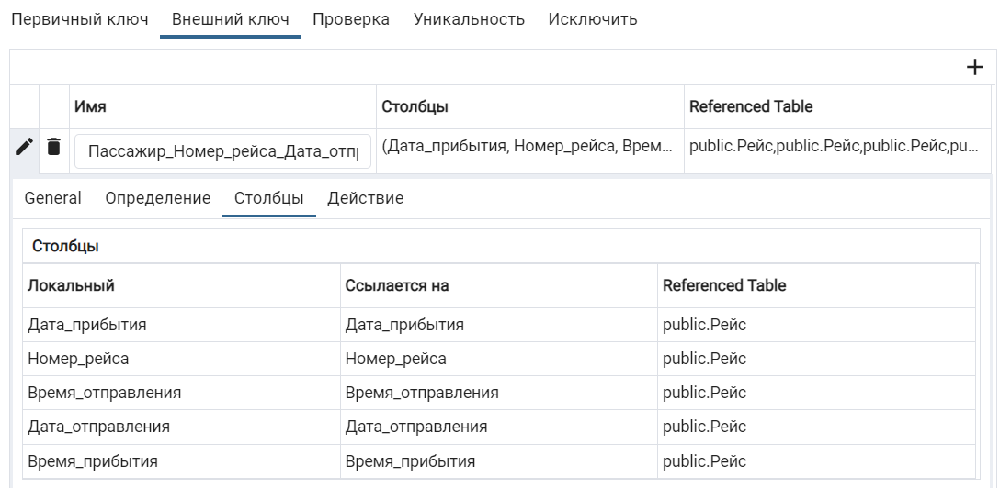 Первичный ключ Внешний ключ Проверка Уникальность Исключить
Имя Столбцы Referenced Table
Пассажир_Номер_рейса_Дата_отп (Дата_прибытия, Номер_рейса, Врем... public.Рейс,public.Рейс,public.Рейс,pu...
General Определение Столбцы Действие
Столбцы
Локальный Ссылается на Referenced Table
Дата_прибытия Дата_прибытия public.Рейс
Номер_рейса Номер_рейса public.Рейс
Время_отправления Время_отправления public.Рейс
Дата_отправления Дата_отправления public.Рейс
Время_прибытия Время_прибытия public.Рейс